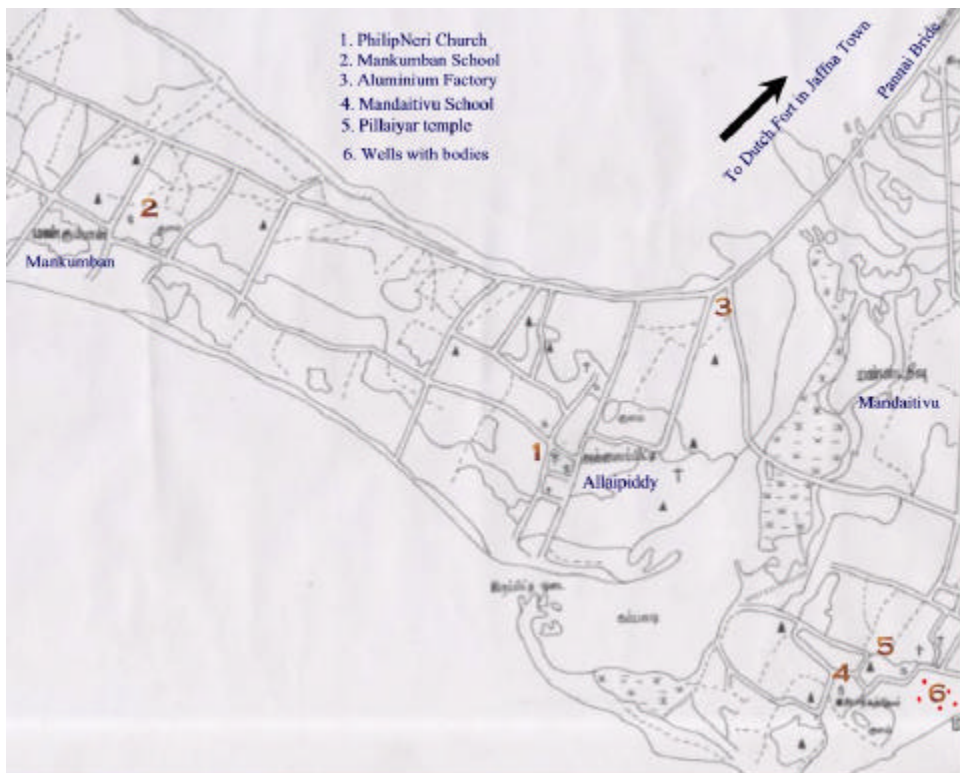 1. PhilipNeri Church
2. Mankumban School
3. Aluminium Factory
4. Mandaitivu School
5. Pillaiyar temple
6. Wells with bodies
To Dutch Fort in Jaffna Town
Pannai Bride
2
Mankumban
3
Mandaitivu
1
Allaipiddy
5
4
6